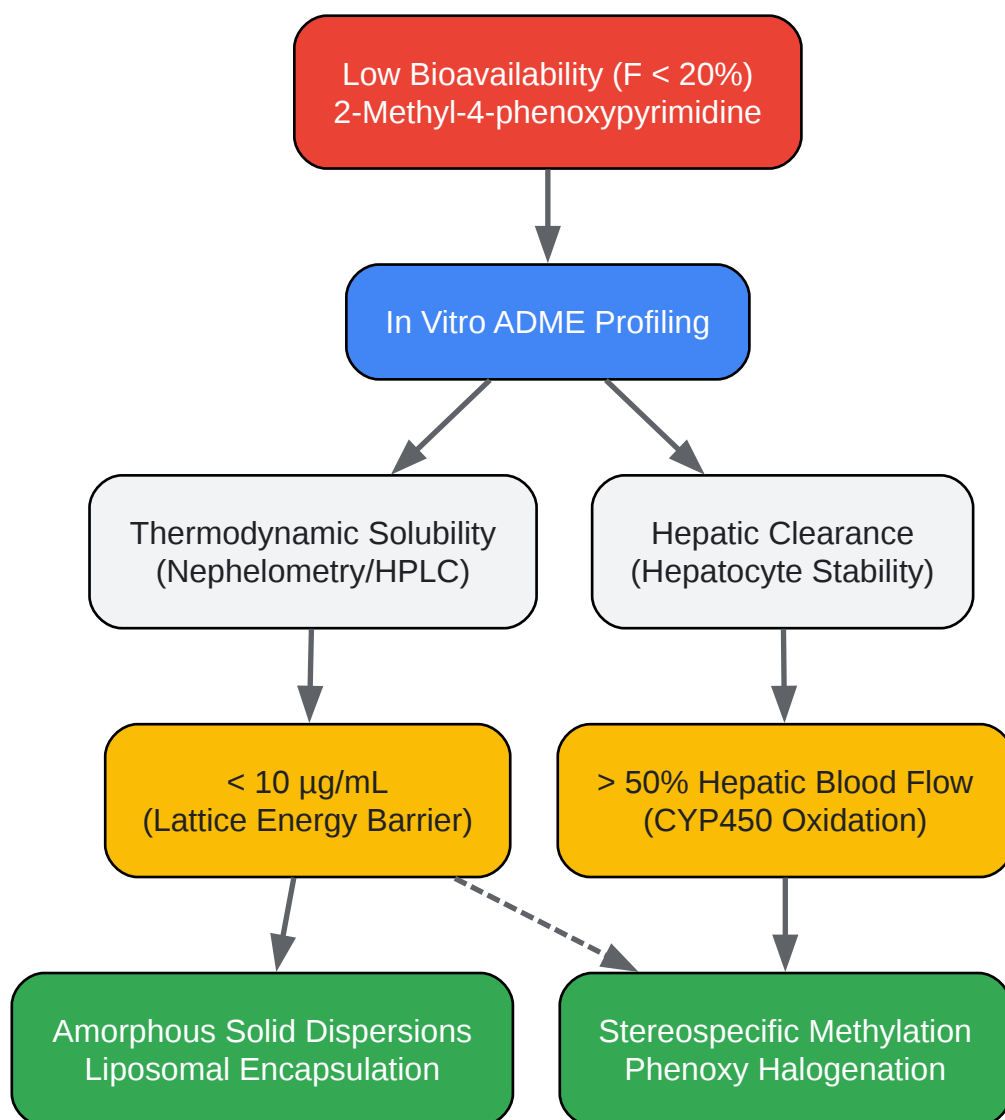 Low Bioavailability (F < 20%)
2-Methyl-4-phenoxypyrimidine
In Vitro ADME Profiling
Thermodynamic Solubility
(Nephelometry/HPLC)
Hepatic Clearance
(Hepatocyte Stability)
< 10 µg/mL
(Lattice Energy Barrier)
> 50% Hepatic Blood Flow
(CYP450 Oxidation)
Amorphous Solid Dispersions
Liposomal Encapsulation
Stereospecific Methylation
Phenoxy Halogenation